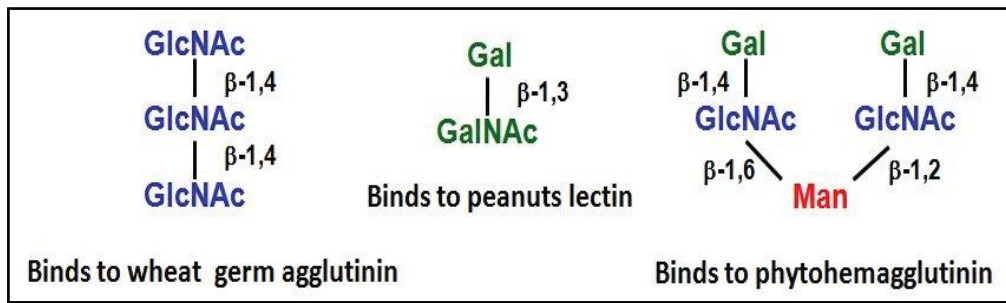 GlcNAc
β-1,4
GlcNAc
β-1,4
GlcNAc
Binds to wheat germ agglutinin
Gal
β-1,3
GalNAc
Binds to peanuts lectin
Gal Gal
β-1,4 β-1,4
GlcNAc GlcNAc
β-1,6 β-1,2
Man
Binds to phytohemagglutinin